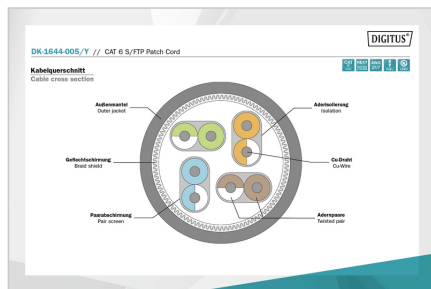 DIGITUS®
DK-1644-005/Y // CAT 6 S/FTP Patch Cord
Kabelquerschnitt
Cable cross section
Außenmantel
Outer jacket
Aderisolierung
Isolation
Geflechtschirmung
Braid shield
Cu-Draht
Cu-Wire
Paarabschirmung
Pair screen
Adernpaare
Twisted pair